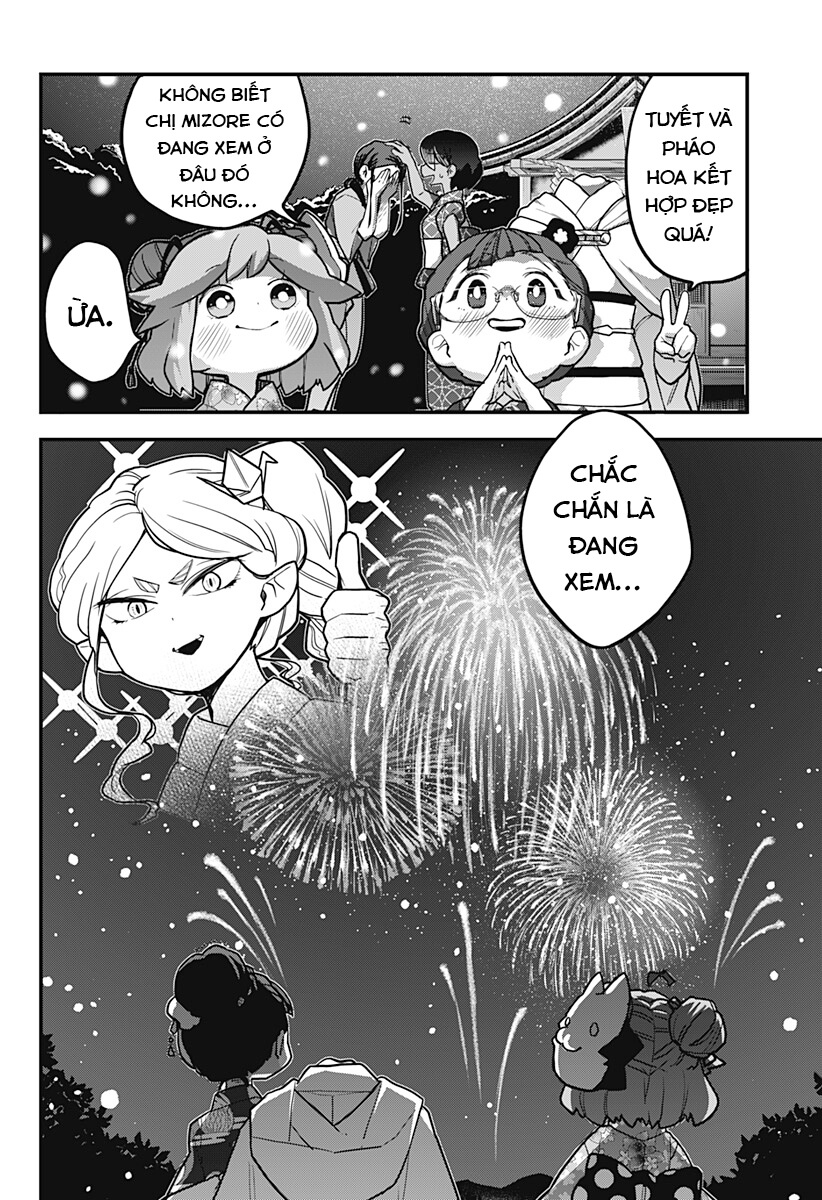 TUYẾT VÀ
PHÁO
HOA KẾT
HỢP ĐẸP
QUÁ!
KHÔNG BIẾT
CHỊ MIZORE CÓ
ĐANG XEM Ở
ĐÂU ĐÓ
KHÔNG...
ỪA.
CHẮC
CHẮN LÀ
ĐANG
XEM...